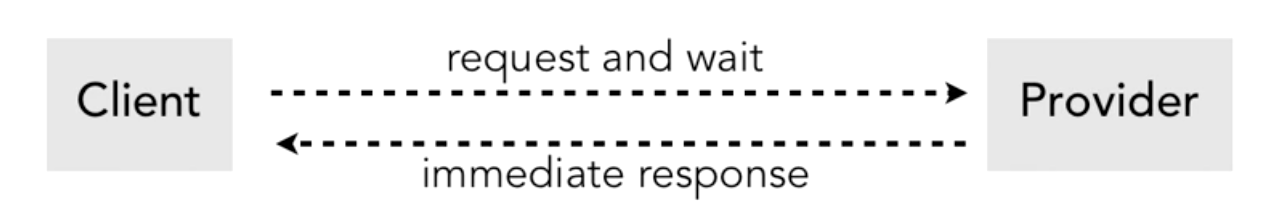 request and wait
Client
Provider
immediate response